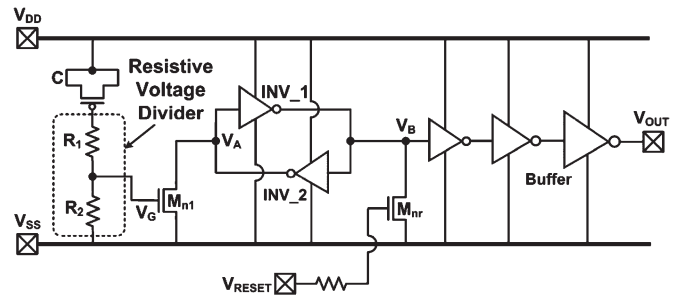 VDD
C
Resistive
Voltage
Divider
R1
R2
VG
Mn1
VA
INV_1
INV_2
VB
Mnr
Buffer
VOUT
VSS
VRESET